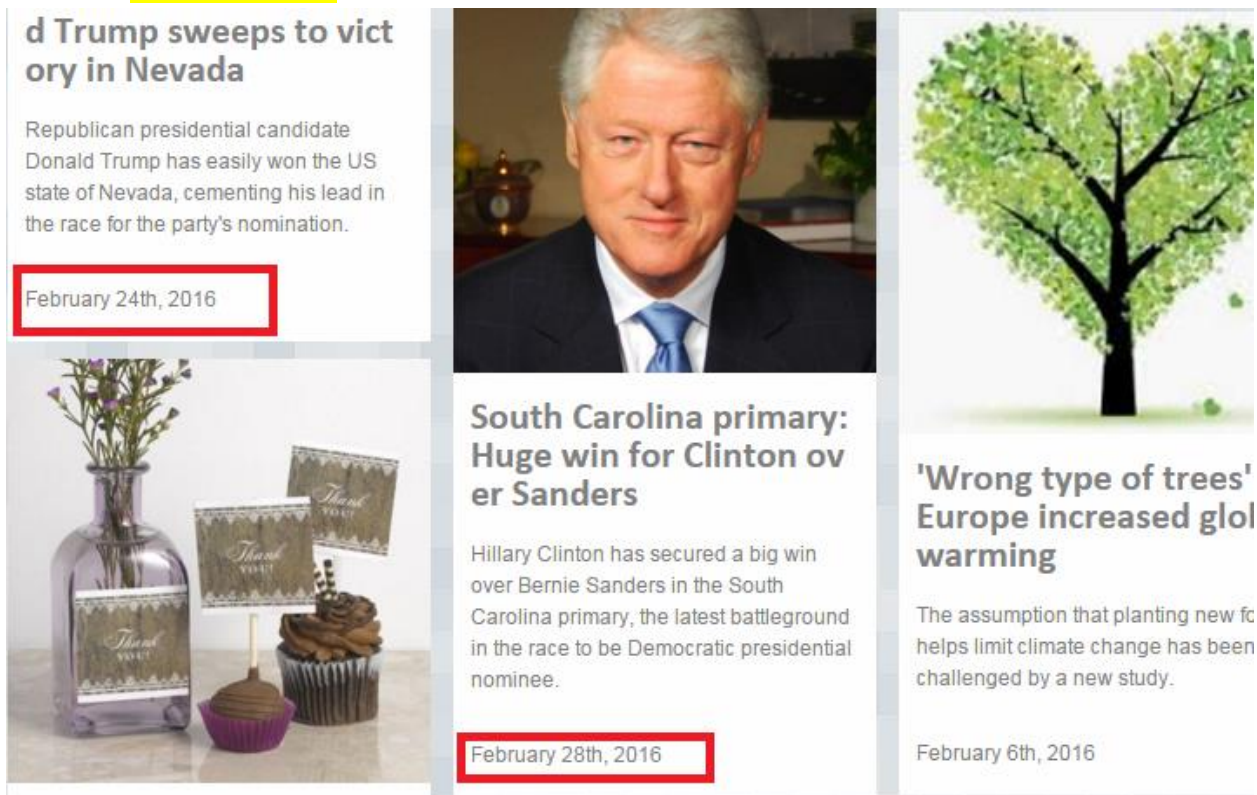 d Trump sweeps to vict
ory in Nevada
Republican presidential candidate
Donald Trump has easily won the US
state of Nevada, cementing his lead in
the race for the party's nomination.
February 24th, 2016
Thank
YOU!
Thank
YOU!
Thank
YOU!
South Carolina primary:
Huge win for Clinton ov
er Sanders
Hillary Clinton has secured a big win
over Bernie Sanders in the South
Carolina primary, the latest battleground
in the race to be Democratic presidential
nominee.
February 28th, 2016
'Wrong type of trees'
Europe increased glo
warming
The assumption that planting new fo
helps limit climate change has been
challenged by a new study.
February 6th, 2016